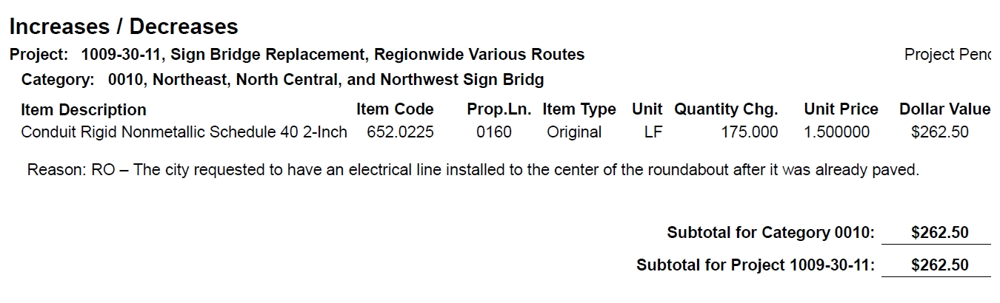 Increases / Decreases
Project: 1009-30-11, Sign Bridge Replacement, Regionwide Various Routes Project
Category: 0010, Northeast, North Central, and Northwest Sign Bridg
Item Description Item Code Prop.Ln. Item Type Unit Quantity Chg. Unit Price Dollar Value
Conduit Rigid Nonmetallic Schedule 40 2-Inch 652.0225 0160 Original LF 175.000 1.500000 $262.50
Reason: RO – The city requested to have an electrical line installed to the center of the roundabout after it was already paved.
Subtotal for Category 0010: $262.50
Subtotal for Project 1009-30-11: $262.50